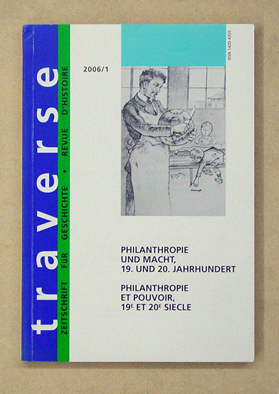 traverse
ZEITSCHRIFT FÜR GESCHICHTE • REVUE D'HISTOIRE
2006/1
PHILANTHROPIE
UND MACHT,
19. UND 20. JAHRHUNDERT
PHILANTHROPIE
ET POUVOIR,
19E ET 20E SIECLE